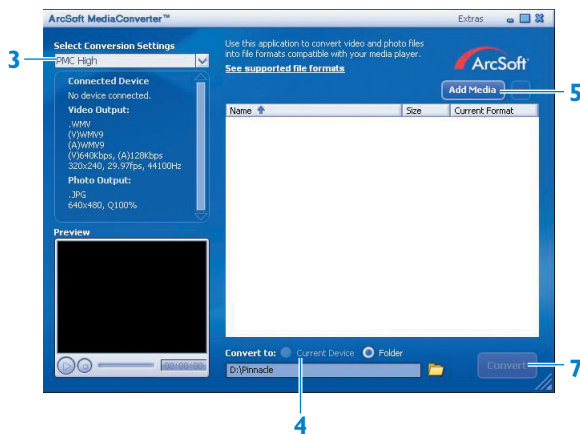 ArcSoft MediaConverter™
Extras
Select Conversion Settings
3
PMC High
Connected Device
No device connected.
Video Output:
.WMV
(V)WMV9
(A)WMV9
(V)640Kbps, (A)128Kbps
320x240, 29.97fps, 44100Hz
Photo Output:
.JPG
640x480, Q100%
Preview
00:00:00
Use this application to convert video and photo files
into file formats compatible with your media player.
See supported file formats
ArcSoft
Add Media
5
Name
Size
Current Format
Convert to:
Current Device
Folder
D:\Pinnacle
Convert
7
4